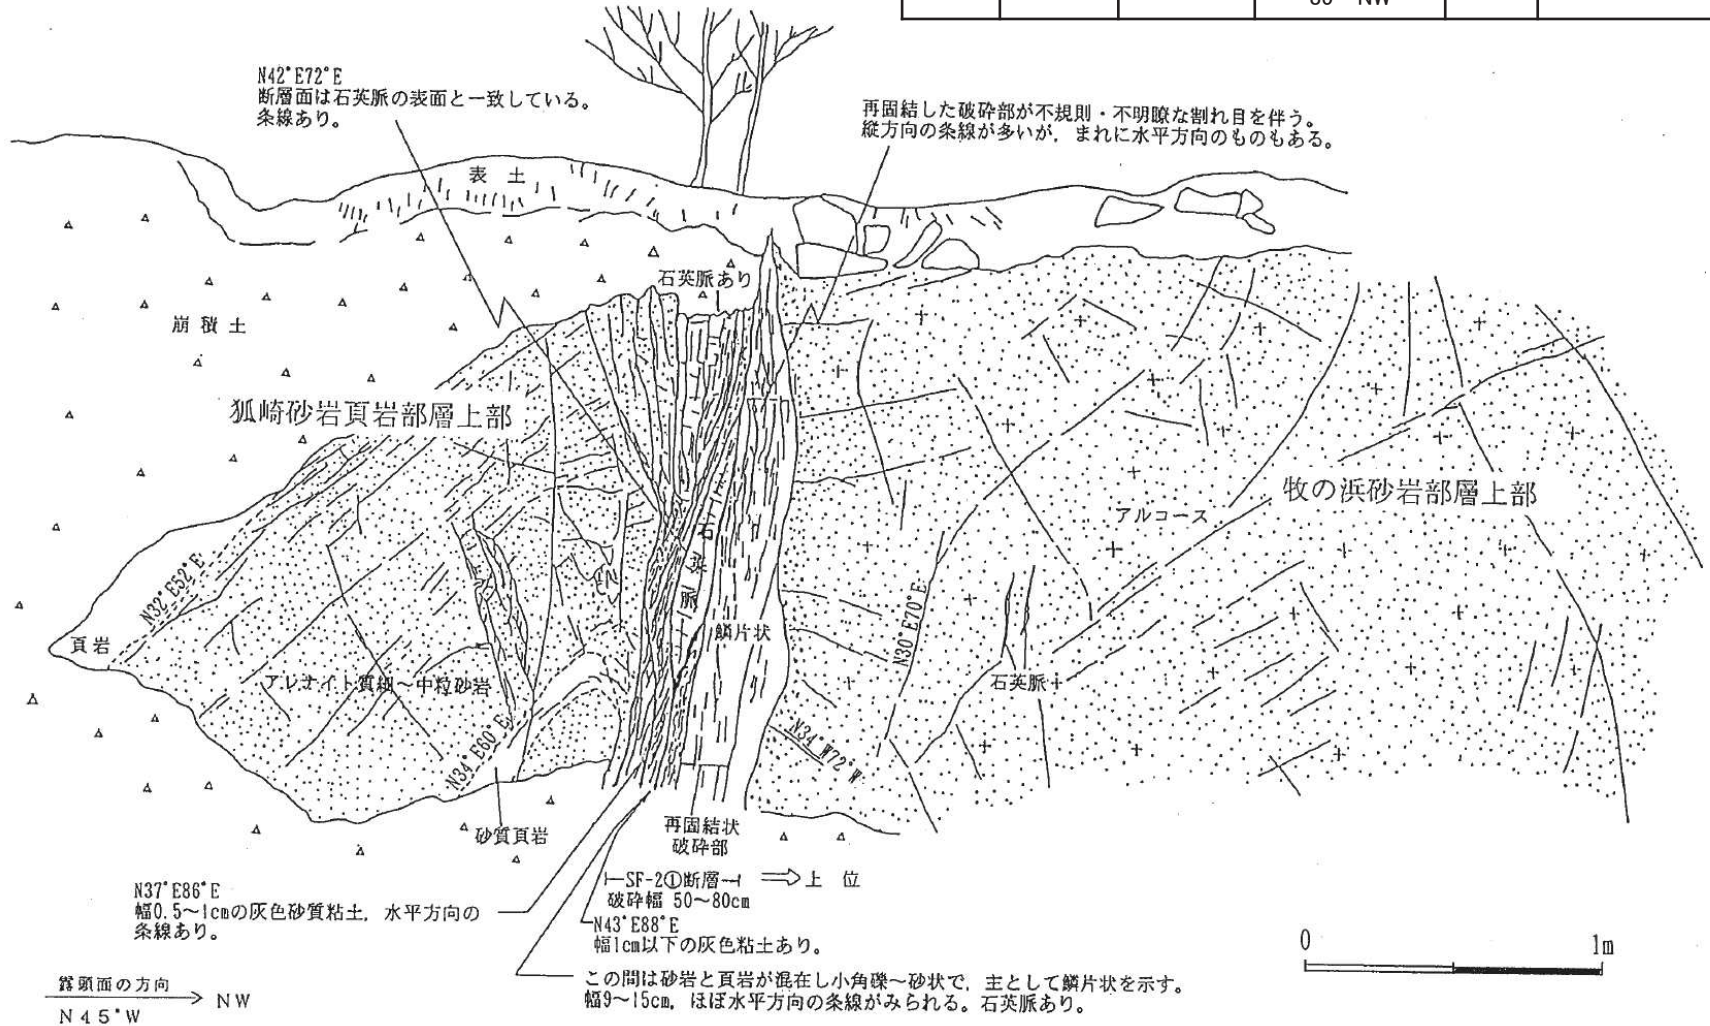 NW
N42°E72°E
断層面は石英脈の表面と一致している。
条線あり。
再固結した破砕部が不規則・不明瞭な割れ目を伴う。
縦方向の条線が多いが，まれに水平方向のものもある。
表 土
石英脈あり
崩積土
狐崎砂岩頁岩部層上部
牧の浜砂岩部層上部
アルコース
石英脈
N32°E52°E
頁岩
鱗片状
N30°E70°E
石英脈
アレナイト質細〜中粒砂岩
N34°E60°E
N34°W72°W
砂質頁岩
再固結状
破砕部
SF-2①断層
上 位
破砕幅 50〜80cm
N37°E86°E
幅0.5〜1cmの灰色砂質粘土，水平方向の
条線あり。
N43°E88°E
幅1cm以下の灰色粘土あり。
この間は砂岩と頁岩が混在し小角礫〜砂状で，主として鱗片状を示す。
幅9〜15cm，ほぼ水平方向の条線がみられる。石英脈あり。
0 1m
露頭面の方向
NW
N45°W